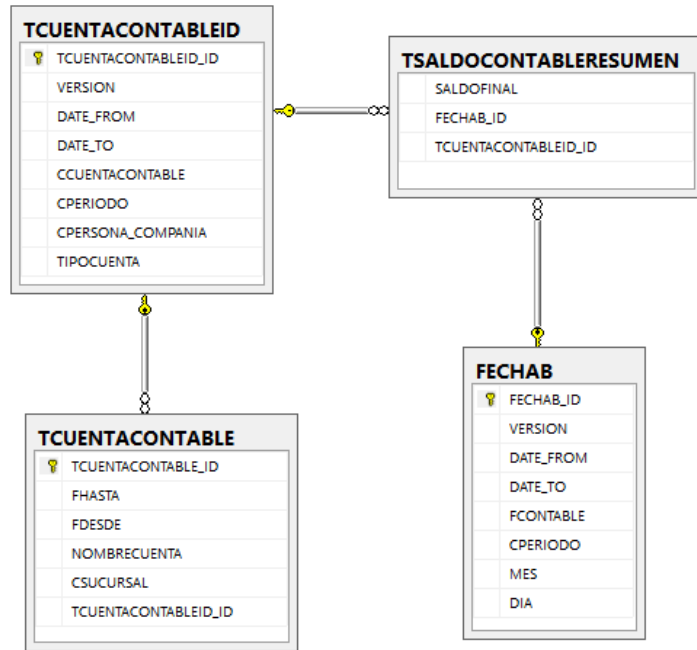 TCUENTACONTABLEID
TCUENTACONTABLEID_ID
VERSION
DATE_FROM
DATE_TO
CCUENTACONTABLE
CPERIODO
CPERSONA_COMPANIA
TIPOCUENTA
TSALDOCONTABLERESUMEN
SALDOFINAL
FECHAB_ID
TCUENTACONTABLEID_ID
TCUENTACONTABLE
TCUENTACONTABLE_ID
FHASTA
FDESDE
NOMBRECUENTA
CSUCURSAL
TCUENTACONTABLEID_ID
FECHAB
FECHAB_ID
VERSION
DATE_FROM
DATE_TO
FCONTABLE
CPERIODO
MES
DIA